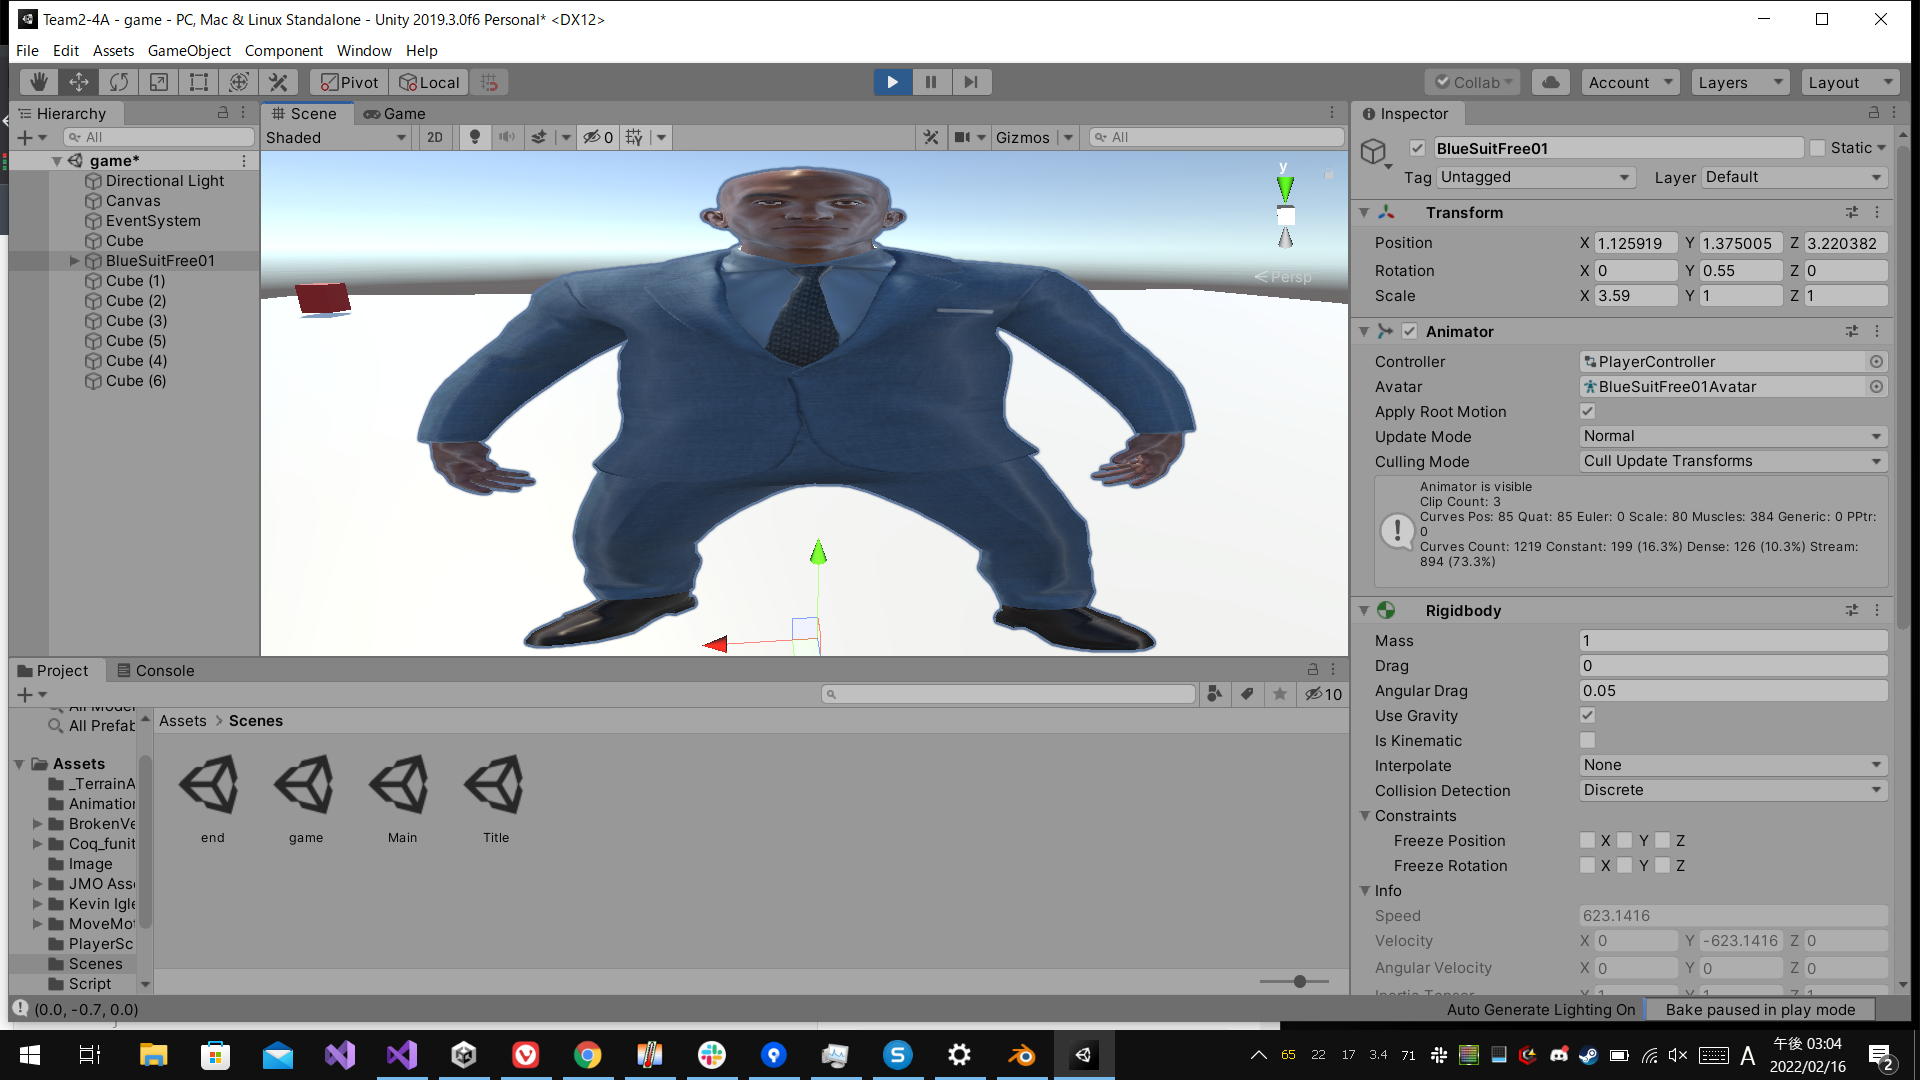 Team2-4A - game - PC, Mac & Linux Standalone - Unity 2019.3.0f6 Personal* <DX12>
File Edit Assets GameObject Component Window Help
Pivot Local Collab Account Layers Layout
Hierarchy
All
game*
Directional Light
Canvas
EventSystem
Cube
BlueSuitFree01
Cube (1)
Cube (2)
Cube (3)
Cube (5)
Cube (4)
Cube (6)
Scene Game
Shaded 2D 0 Gizmos All
y
Persp
Inspector
BlueSuitFree01 Static
Tag Untagged Layer Default
Transform
Position X 1.125919 Y 1.375005 Z 3.220382
Rotation X 0 Y 0.55 Z 0
Scale X 3.59 Y 1 Z 1
Animator
Controller PlayerController
Avatar BlueSuitFree01Avatar
Apply Root Motion
Update Mode Normal
Culling Mode Cull Update Transforms
Animator is visible
Clip Count: 3
Curves Pos: 85 Quat: 85 Euler: 0 Scale: 80 Muscles: 384 Generic: 0 PPtr:
0
Curves Count: 1219 Constant: 199 (16.3%) Dense: 126 (10.3%) Stream:
894 (73.3%)
Rigidbody
Mass 1
Drag 0
Angular Drag 0.05
Use Gravity
Is Kinematic
Interpolate None
Collision Detection Discrete
Constraints
Freeze Position X Y Z
Freeze Rotation X Y Z
Info
Speed 623.1416
Velocity X 0 Y -623.1416 Z 0
Angular Velocity X 0 Y 0 Z 0
Project Console
10
All Prefab
Assets
_TerrainA
Animation
BrokenVe
Coq_funit
Image
JMO Asse
Kevin Igle
MoveMot
PlayerSc
Scenes
Script
Assets > Scenes
end game Main Title
(0.0, -0.7, 0.0)
Auto Generate Lighting On Bake paused in play mode
65 22 17 3.4 71 A 午後 03:04
2022/02/16
2